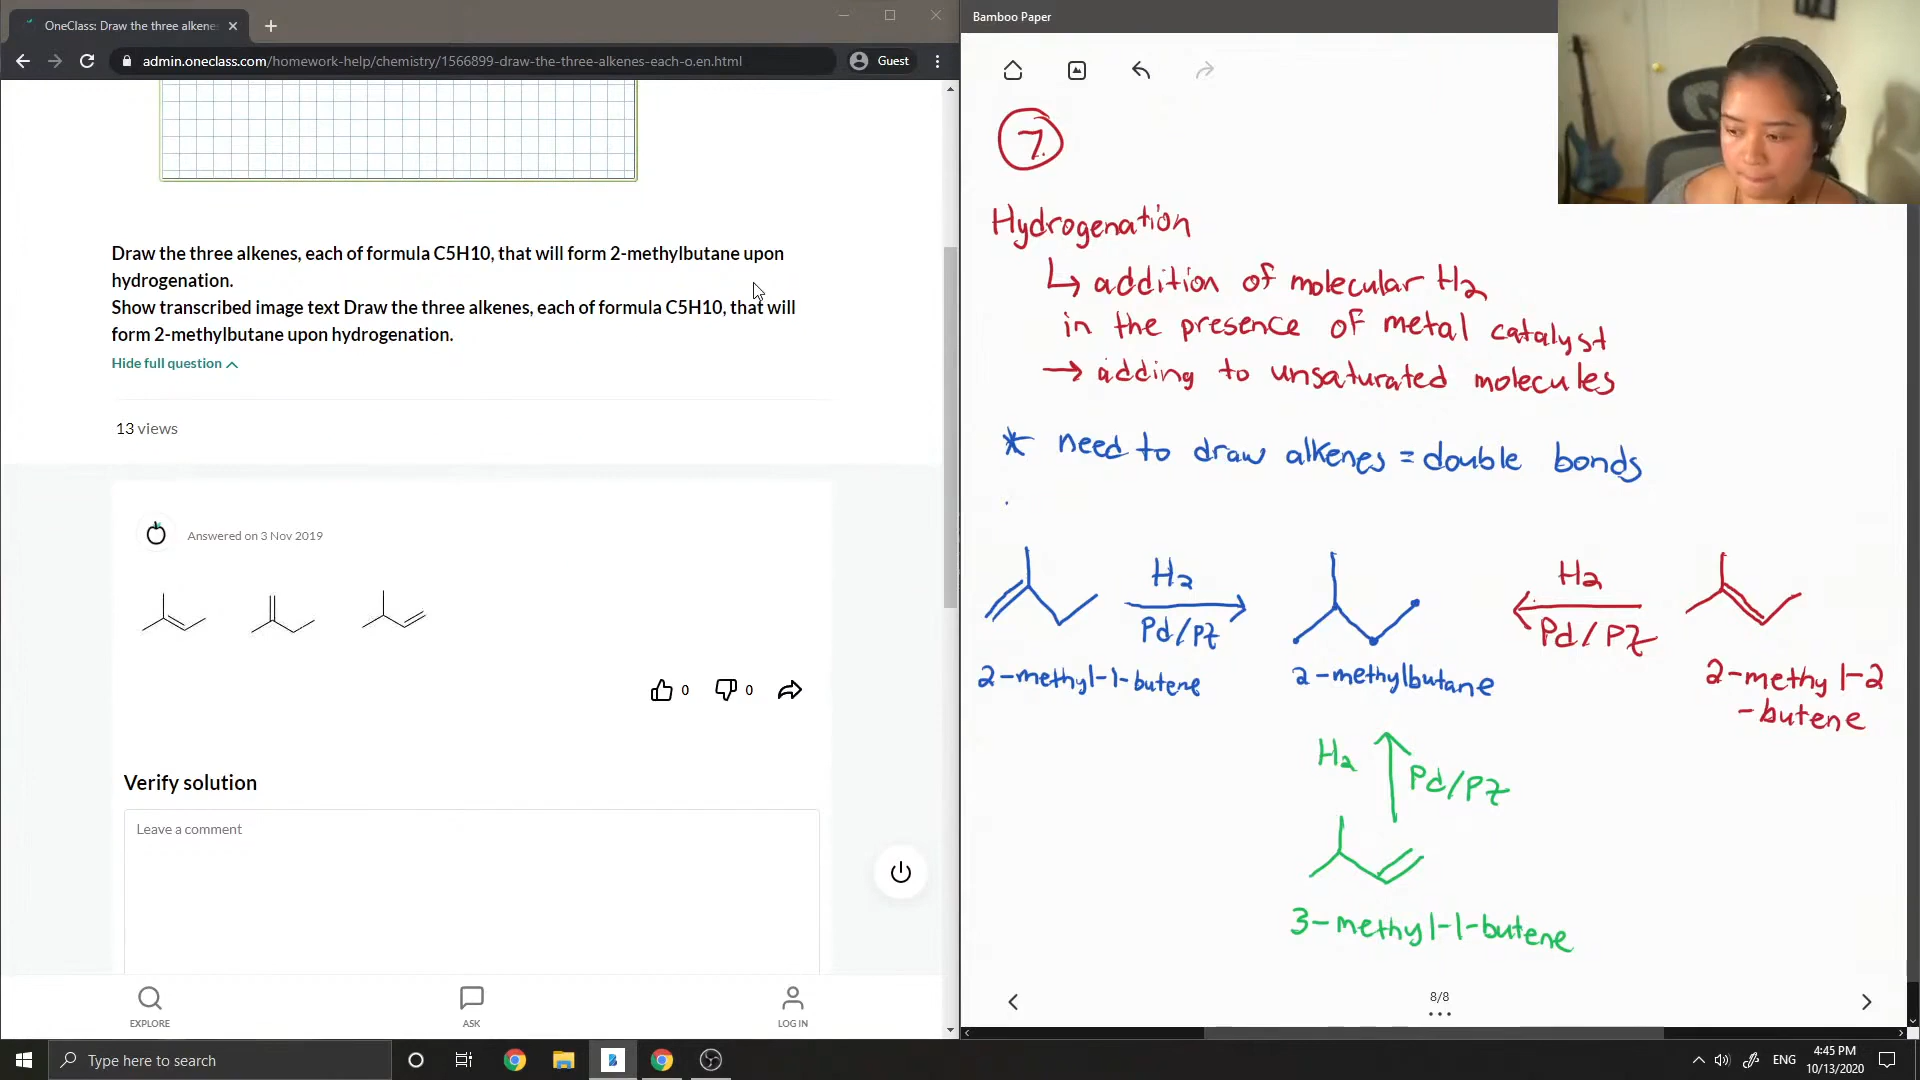 OneClass: Draw the three alkene
admin.oneclass.com/homework-help/chemistry/1566899-draw-the-three-alkenes-each-o.en.html
Guest
Draw the three alkenes, each of formula C5H10, that will form 2-methylbutane upon
hydrogenation.
Show transcribed image text Draw the three alkenes, each of formula C5H10, that will
form 2-methylbutane upon hydrogenation.
Hide full question
13 views
Answered on 3 Nov 2019
0
0
Verify solution
Leave a comment
EXPLORE
ASK
LOG IN
Bamboo Paper
7.
Hydrogenation
↳ addition of molecular H2
in the presence of metal catalyst
→ adding to unsaturated molecules
* need to draw alkenes = double bonds
H2
Pd/Pt
2-methyl-1-butene
2-methylbutane
H2
Pd/Pt
2-methyl-2
-butene
H2
Pd/Pt
3-methyl-1-butene
8/8
Type here to search
ENG
4:45 PM
10/13/2020